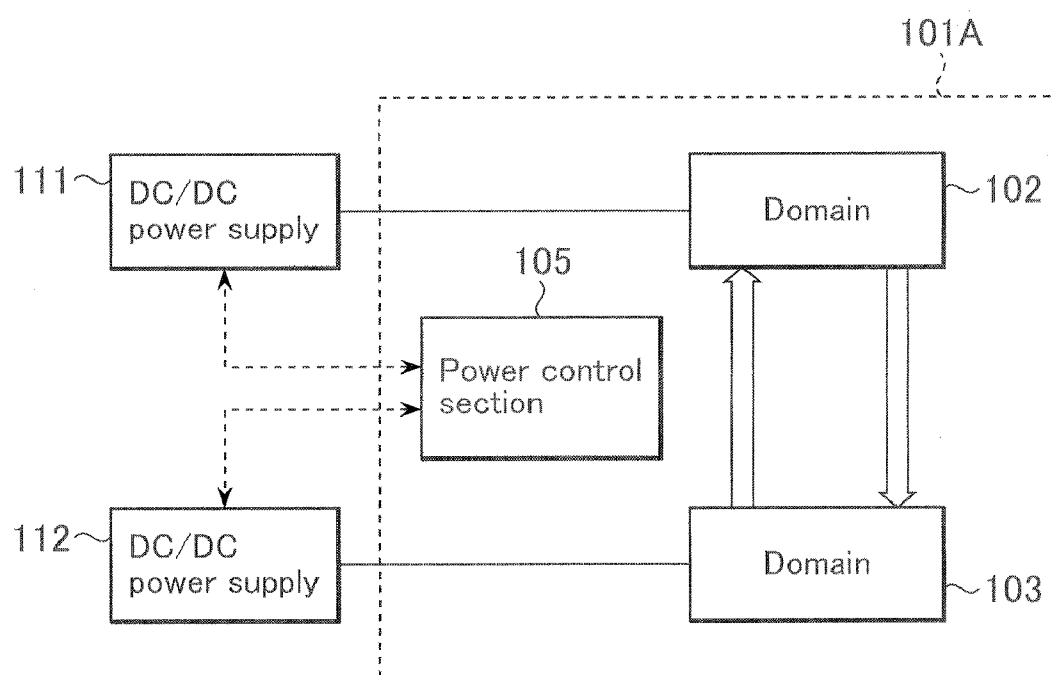 101A
111
DC/DC
power supply
Domain
102
105
Power control
section
112
DC/DC
power supply
Domain
103